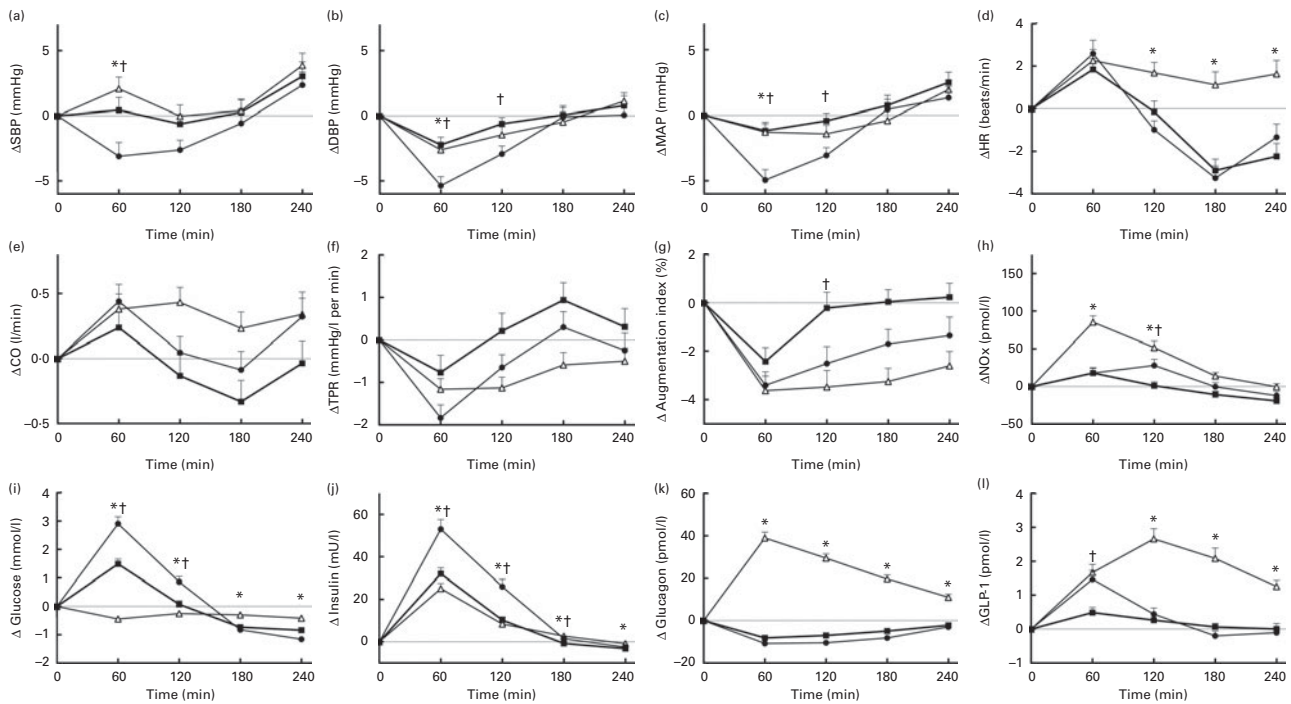 (a)
ΔSBP (mmHg)
5
0
–5
*†
0 60 120 180 240
Time (min)
(b)
ΔDBP (mmHg)
5
0
–5
*†
†
0 60 120 180 240
Time (min)
(c)
ΔMAP (mmHg)
5
0
–5
*†
†
0 60 120 180 240
Time (min)
(d)
ΔHR (beats/min)
4
2
0
–2
–4
* * *
0 60 120 180 240
Time (min)
(e)
ΔCO (l/min)
0·5
0·0
–0·5
0 60 120 180 240
Time (min)
(f)
ΔTPR (mmHg/l per min)
2
1
0
–1
–2
0 60 120 180 240
Time (min)
(g)
Δ Augmentation index (%)
2
0
–2
–4
†
0 60 120 180 240
Time (min)
(h)
ΔNOx (pmol/l)
150
100
50
0
–50
*
*†
0 60 120 180 240
Time (min)
(i)
Δ Glucose (mmol/l)
4
3
2
1
0
–1
–2
*†
*†
* *
0 60 120 180 240
Time (min)
(j)
Δ Insulin (mU/l)
60
40
20
0
*†
*†
*†
*
0 60 120 180 240
Time (min)
(k)
Δ Glucagon (pmol/l)
60
40
20
0
–20
*
*
*
*
0 60 120 180 240
Time (min)
(l)
ΔGLP-1 (pmol/l)
4
3
2
1
0
–1
†
*
*
*
0 60 120 180 240
Time (min)